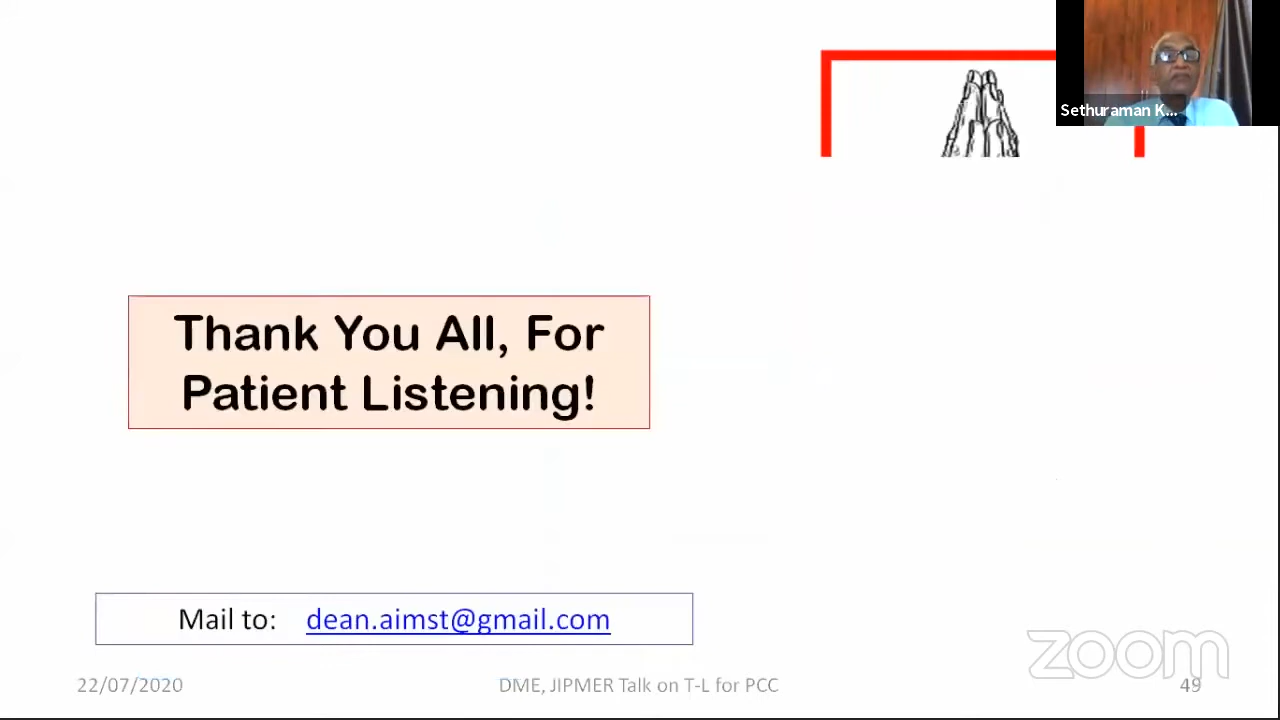 Sethuraman K...
Thank You All, For
Patient Listening!
Mail to: dean.aimst@gmail.com
zoom
22/07/2020 DME, JIPMER Talk on T-L for PCC 49